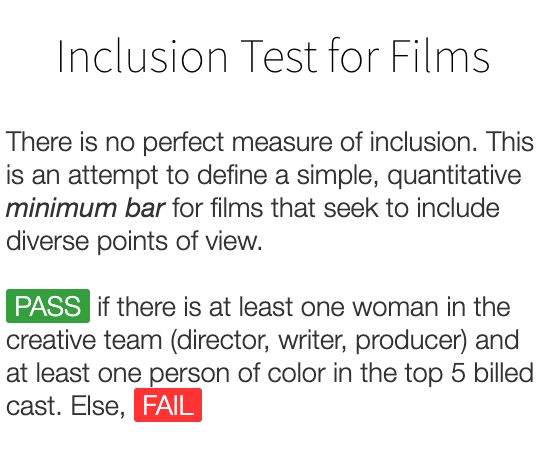 Inclusion Test for Films
There is no perfect measure of inclusion. This
is an attempt to define a simple, quantitative
minimum bar for films that seek to include
diverse points of view.
PASS if there is at least one woman in the
creative team (director, writer, producer) and
at least one person of color in the top 5 billed
cast. Else, FAIL